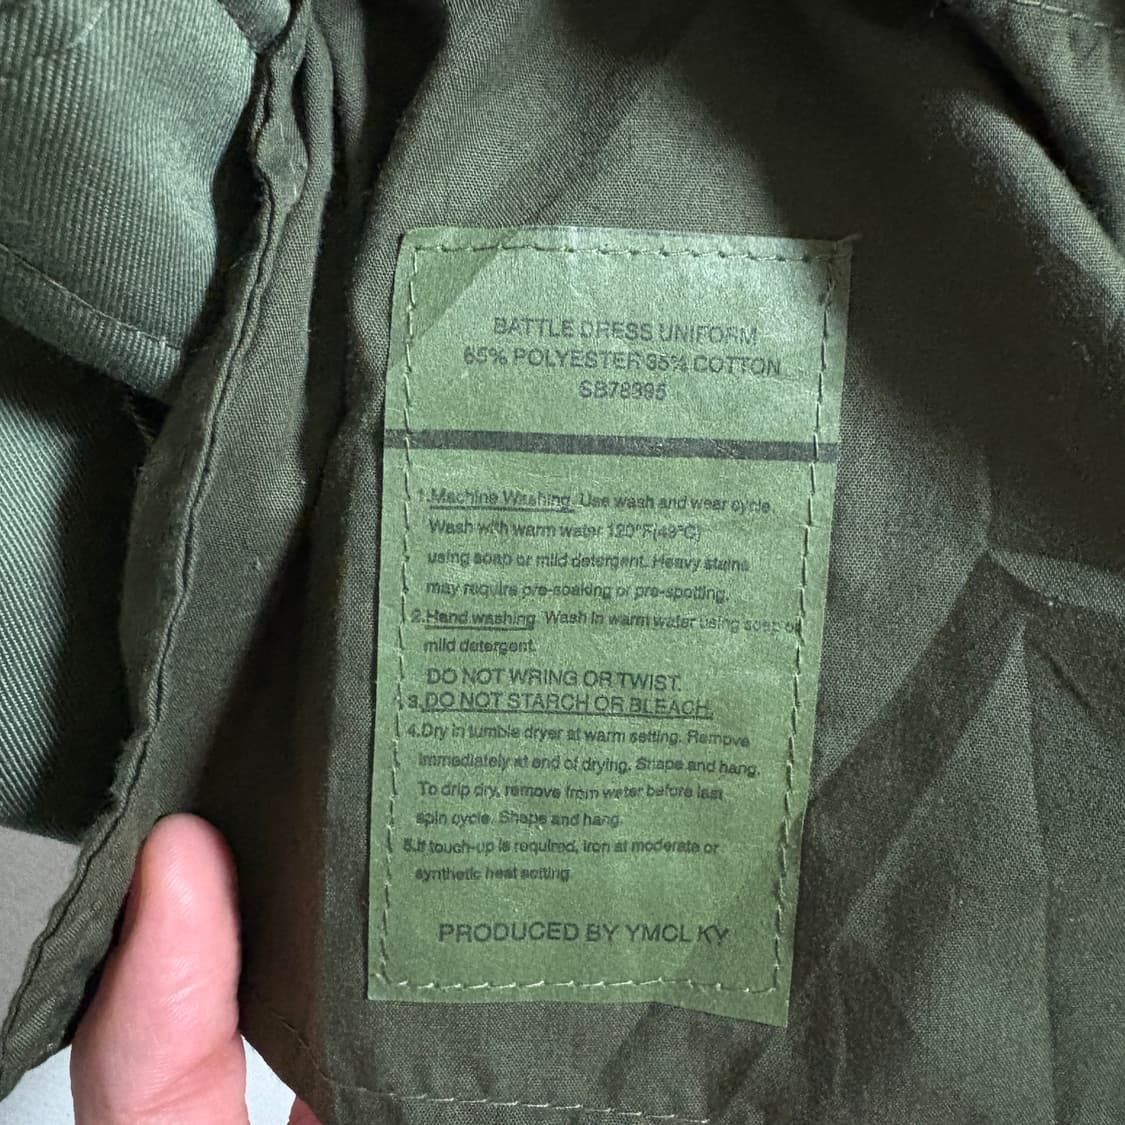 BATTLE DRESS UNIFORM
65% POLYESTER 35% COTTON
SB78995
1.Machine Washing. Use wash and wear cycle.
Wash with warm water 120°F(49°C)
using soap or mild detergent. Heavy stains
may require pre-soaking or pre-spotting.
2.Hand washing. Wash in warm water using soap or
mild detergent.
DO NOT WRING OR TWIST.
3.DO NOT STARCH OR BLEACH.
4.Dry in tumble dryer at warm setting. Remove
immediately at end of drying. Shape and hang.
To drip dry, remove from water before last
spin cycle. Shape and hang.
5.If touch-up is required, iron at moderate or
synthetic heat setting.
PRODUCED BY YMCL KY